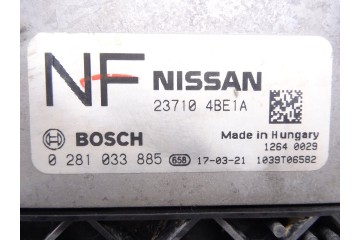 NF NISSAN
23710 4BE1A
BOSCH
Made in Hungary
1264 0029
0 281 033 885 658 17-03-21 1039T06582